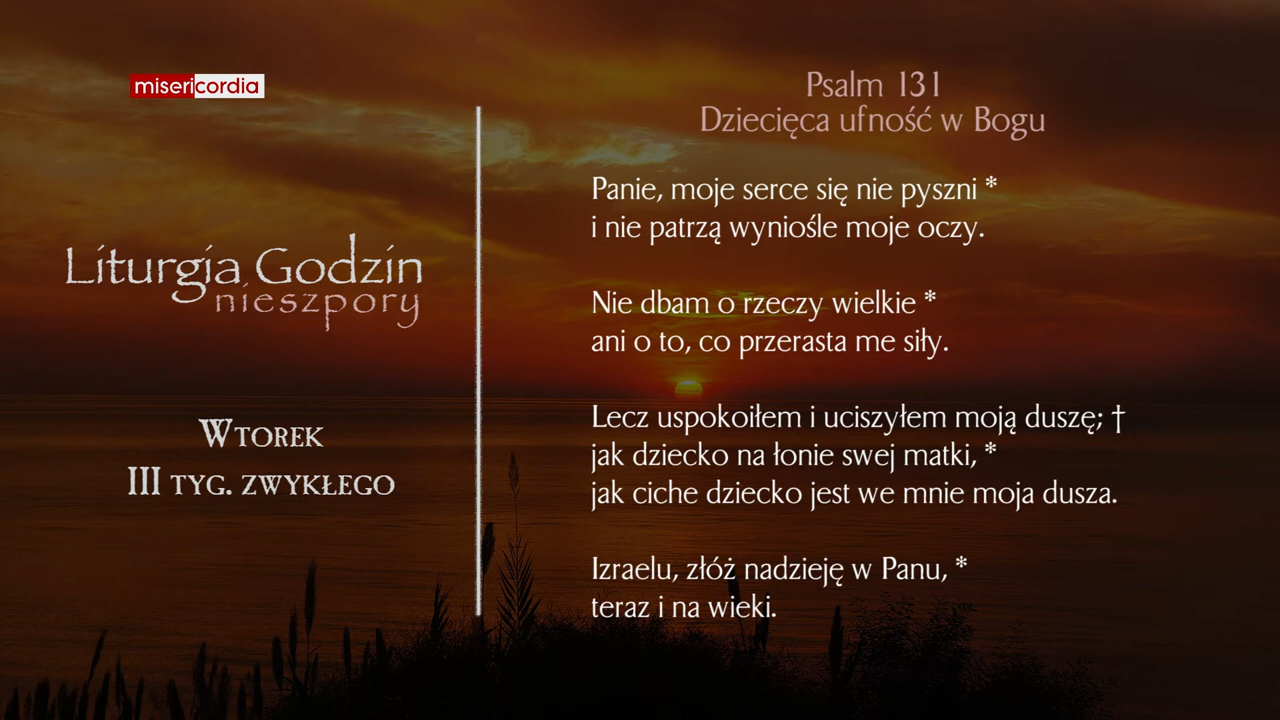 misericordia
Liturgia Godzin
nieszpory
Wtorek
III tyg. zwykłego
Psalm 131
Dziecięca ufność w Bogu
Panie, moje serce się nie pyszni *
i nie patrzą wyniośle moje oczy.
Nie dbam o rzeczy wielkie *
ani o to, co przerasta me siły.
Lecz uspokoiłem i uciszyłem moją duszę; †
jak dziecko na łonie swej matki, *
jak ciche dziecko jest we mnie moja dusza.
Izraelu, złóż nadzieję w Panu, *
teraz i na wieki.